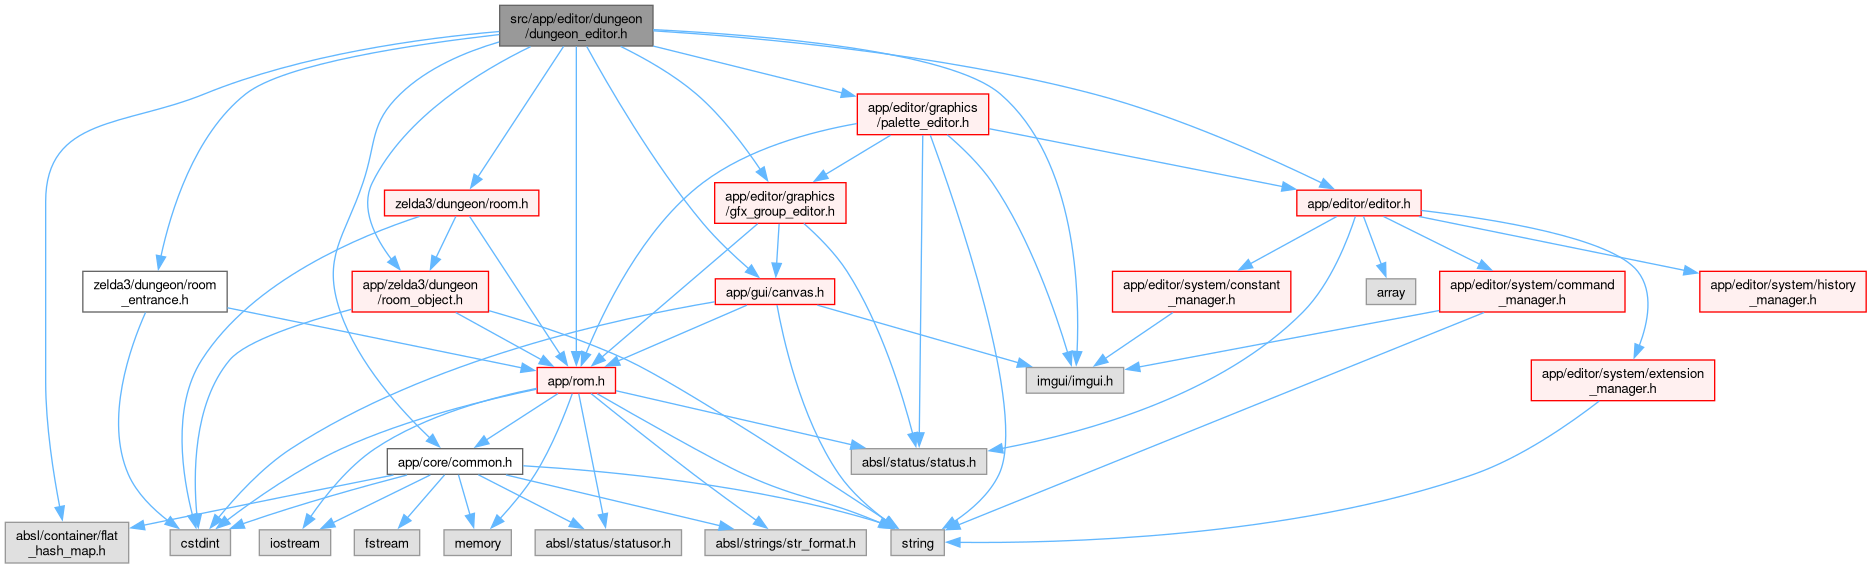 src/app/editor/dungeon
/dungeon_editor.h
app/editor/graphics
/palette_editor.h
zelda3/dungeon/room.h
app/editor/graphics
/gfx_group_editor.h
app/editor/editor.h
zelda3/dungeon/room
_entrance.h
app/zelda3/dungeon
/room_object.h
app/gui/canvas.h
app/editor/system/constant
_manager.h
array
app/editor/system/command
_manager.h
app/editor/system/history
_manager.h
app/rom.h
imgui/imgui.h
app/editor/system/extension
_manager.h
app/core/common.h
absl/status/status.h
absl/container/flat
_hash_map.h
cstdint
iostream
fstream
memory
absl/status/statusor.h
absl/strings/str_format.h
string